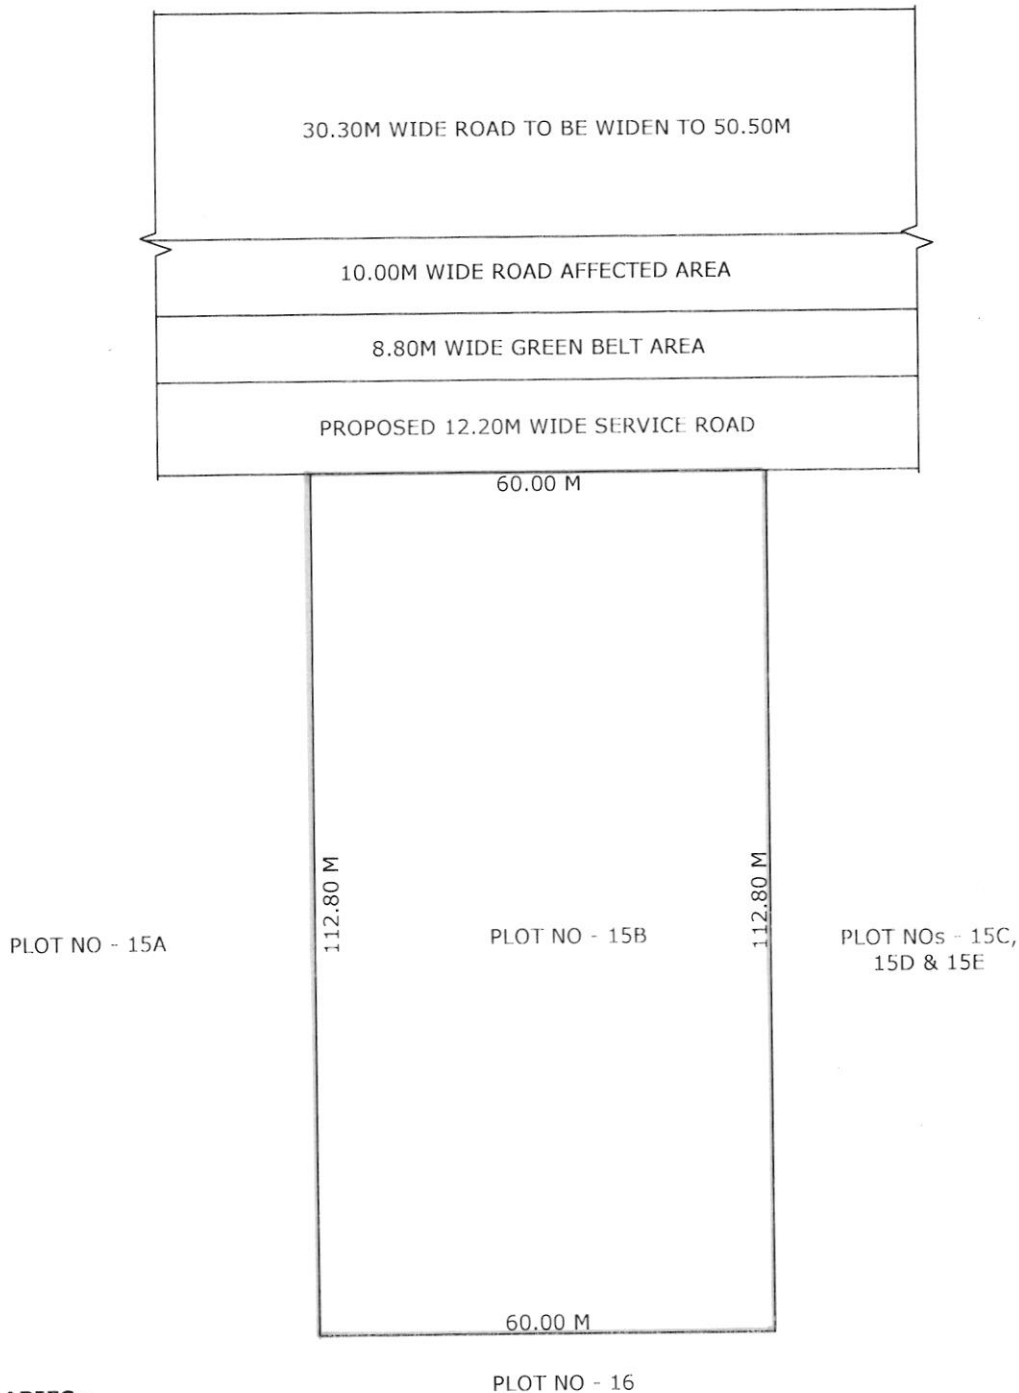 30.30M WIDE ROAD TO BE WIDEN TO 50.50M
10.00M WIDE ROAD AFFECTED AREA
8.80M WIDE GREEN BELT AREA
PROPOSED 12.20M WIDE SERVICE ROAD
60.00 M
112.80 M
112.80 M
PLOT NO - 15A
PLOT NO - 15B
PLOT NOs - 15C,
15D & 15E
60.00 M
PLOT NO - 16